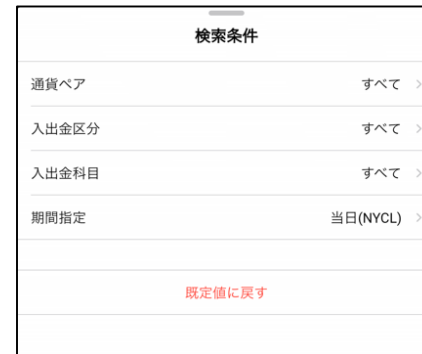 検索条件
通貨ペア すべて
入出金区分 すべて
入出金科目 すべて
期間指定 当日(NYCL)
既定値に戻す